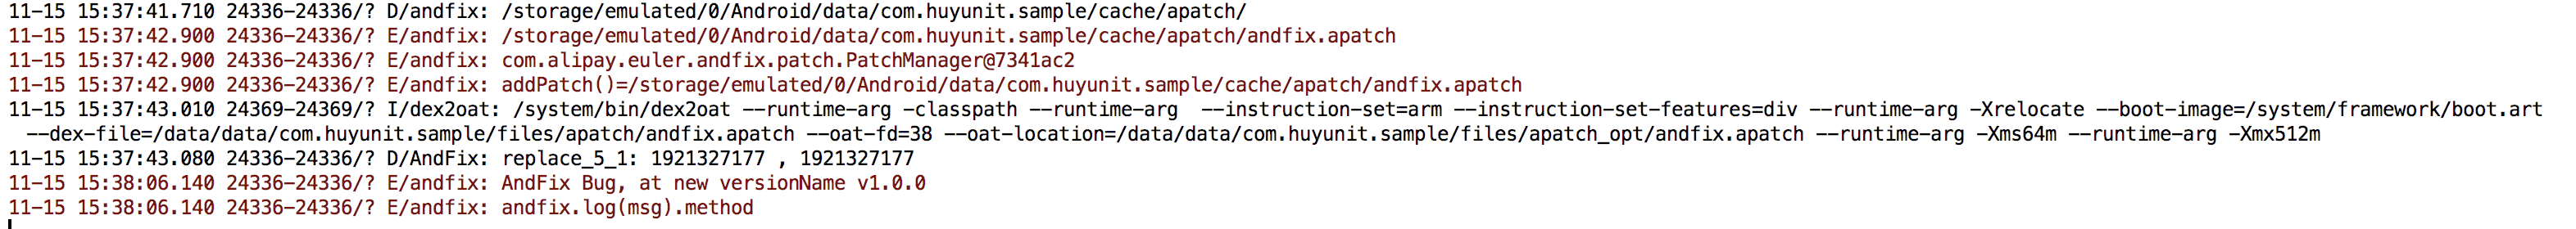 11-15 15:37:41.710 24336-24336/? D/andfix: /storage/emulated/0/Android/data/com.huyunit.sample/cache/apatch/
11-15 15:37:42.900 24336-24336/? E/andfix: /storage/emulated/0/Android/data/com.huyunit.sample/cache/apatch/andfix.apatch
11-15 15:37:42.900 24336-24336/? E/andfix: com.alipay.euler.andfix.patch.PatchManager@7341ac2
11-15 15:37:42.900 24336-24336/? E/andfix: addPatch()=/storage/emulated/0/Android/data/com.huyunit.sample/cache/apatch/andfix.apatch
11-15 15:37:43.010 24369-24369/? I/dex2oat: /system/bin/dex2oat --runtime-arg -classpath --runtime-arg  --instruction-set=arm --instruction-set-features=div --runtime-arg -Xrelocate --boot-image=/system/framework/boot.art
--dex-file=/data/data/com.huyunit.sample/files/apatch/andfix.apatch --oat-fd=38 --oat-location=/data/data/com.huyunit.sample/files/apatch_opt/andfix.apatch --runtime-arg -Xms64m --runtime-arg -Xmx512m
11-15 15:37:43.080 24336-24336/? D/AndFix: replace_5_1: 1921327177 , 1921327177
11-15 15:38:06.140 24336-24336/? E/andfix: AndFix Bug, at new versionName v1.0.0
11-15 15:38:06.140 24336-24336/? E/andfix: andfix.log(msg).method